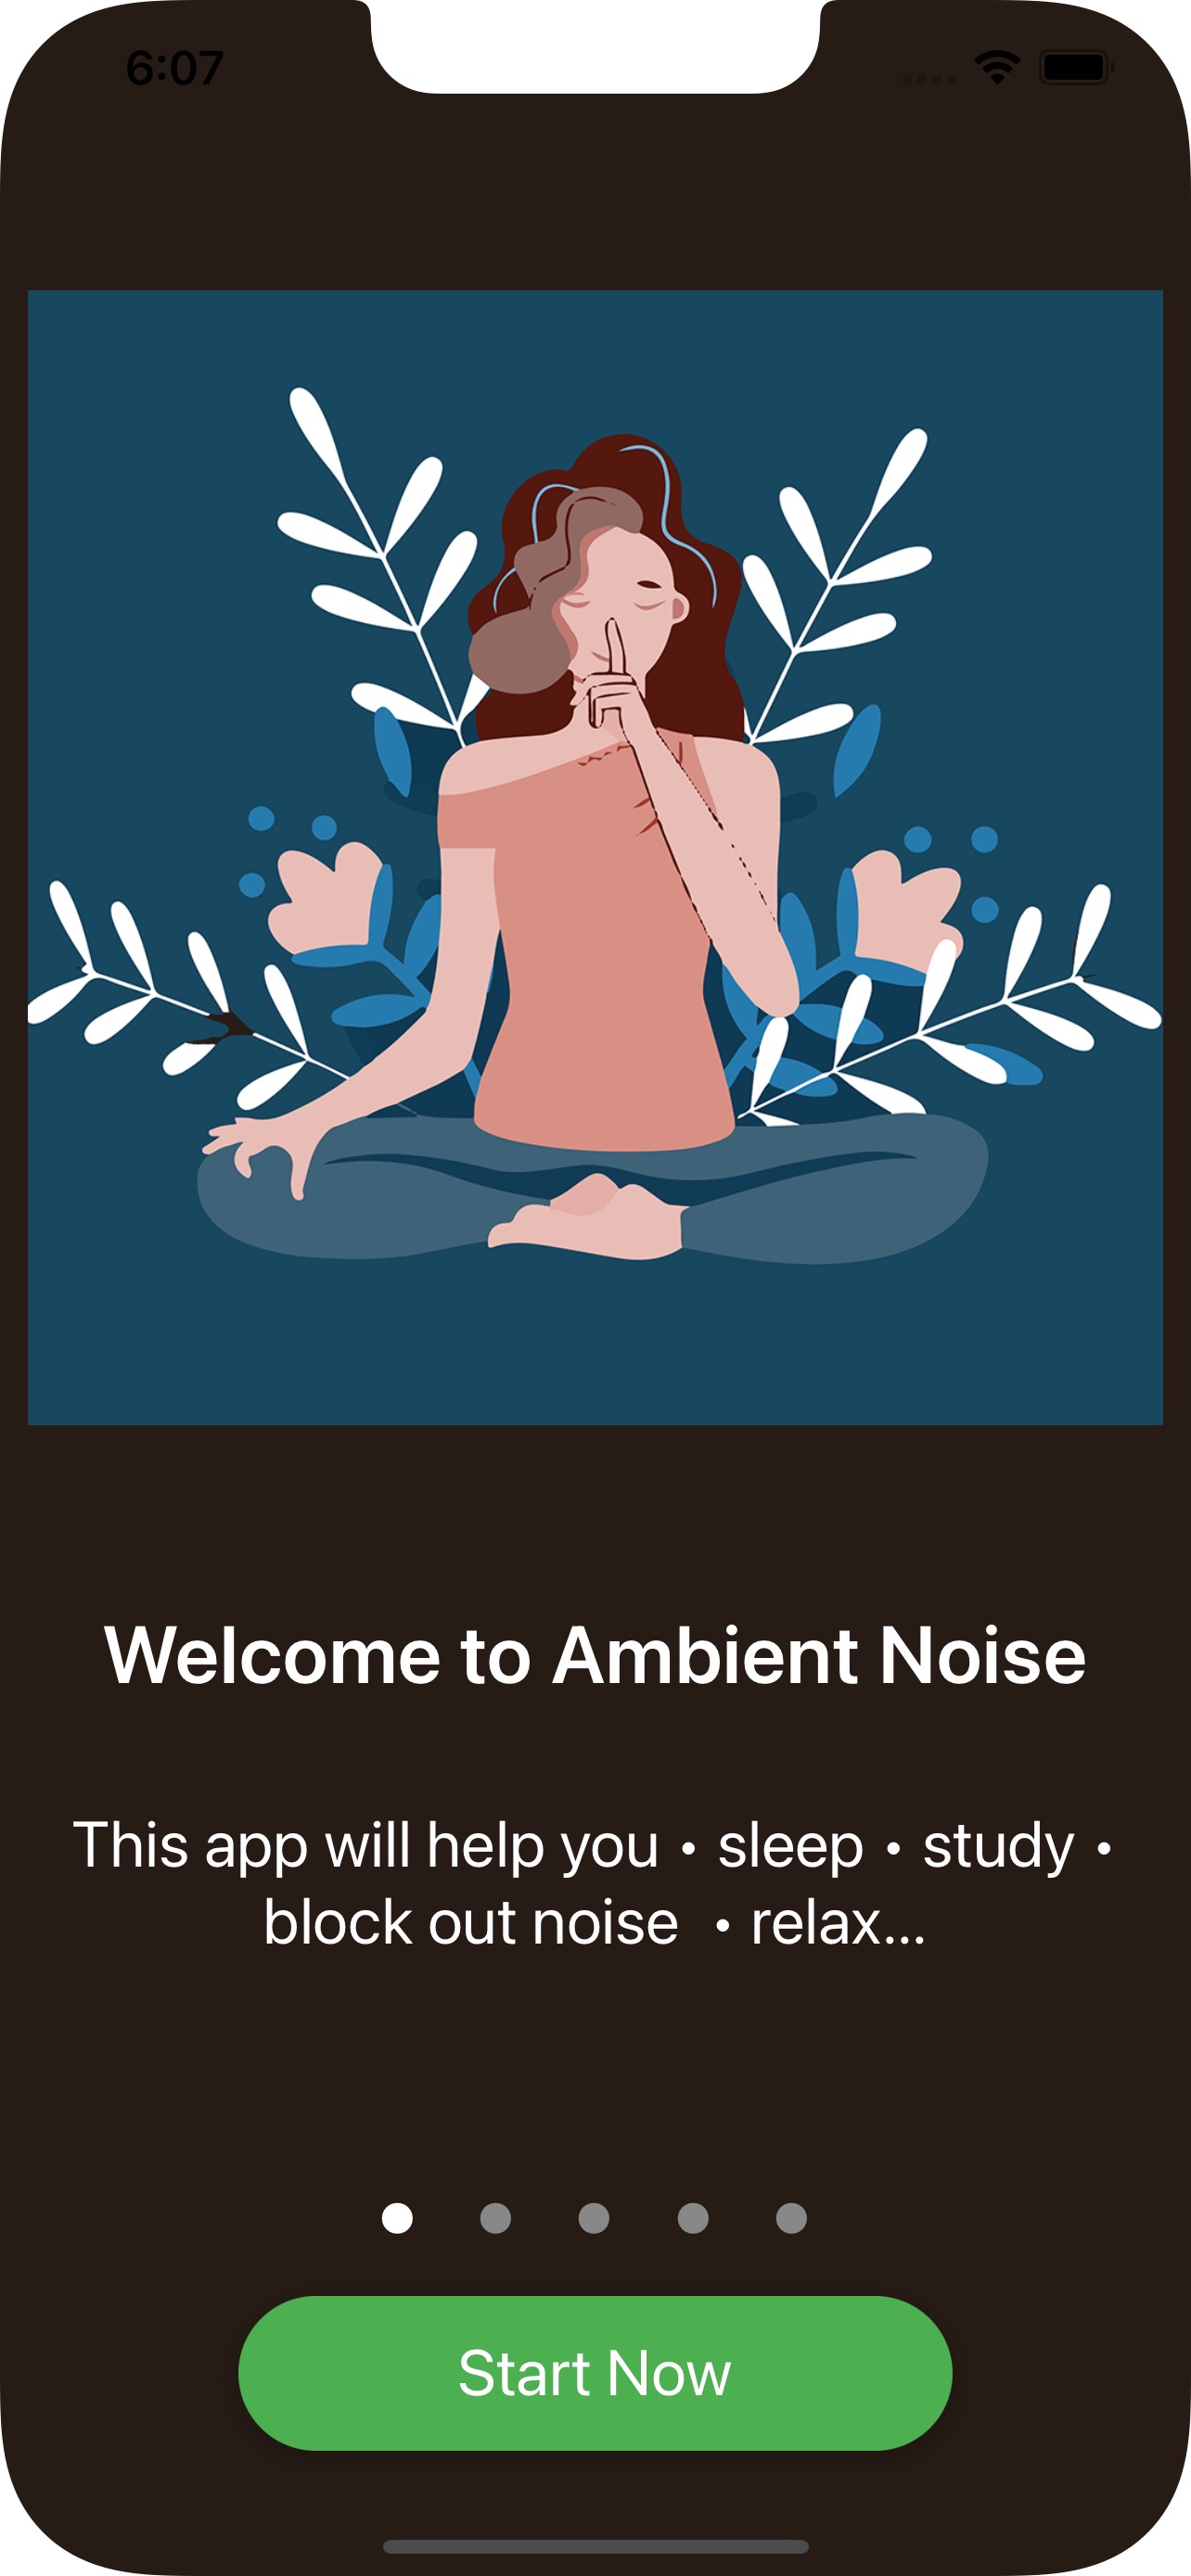 6:07
Welcome to Ambient Noise
This app will help you • sleep • study •
block out noise  • relax...
Start Now